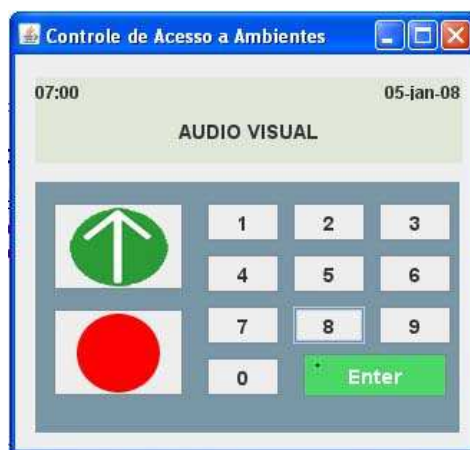 Controle de Acesso a Ambientes
07:00 05-jan-08
AUDIO VISUAL
1 2 3
4 5 6
7 8 9
0 Enter